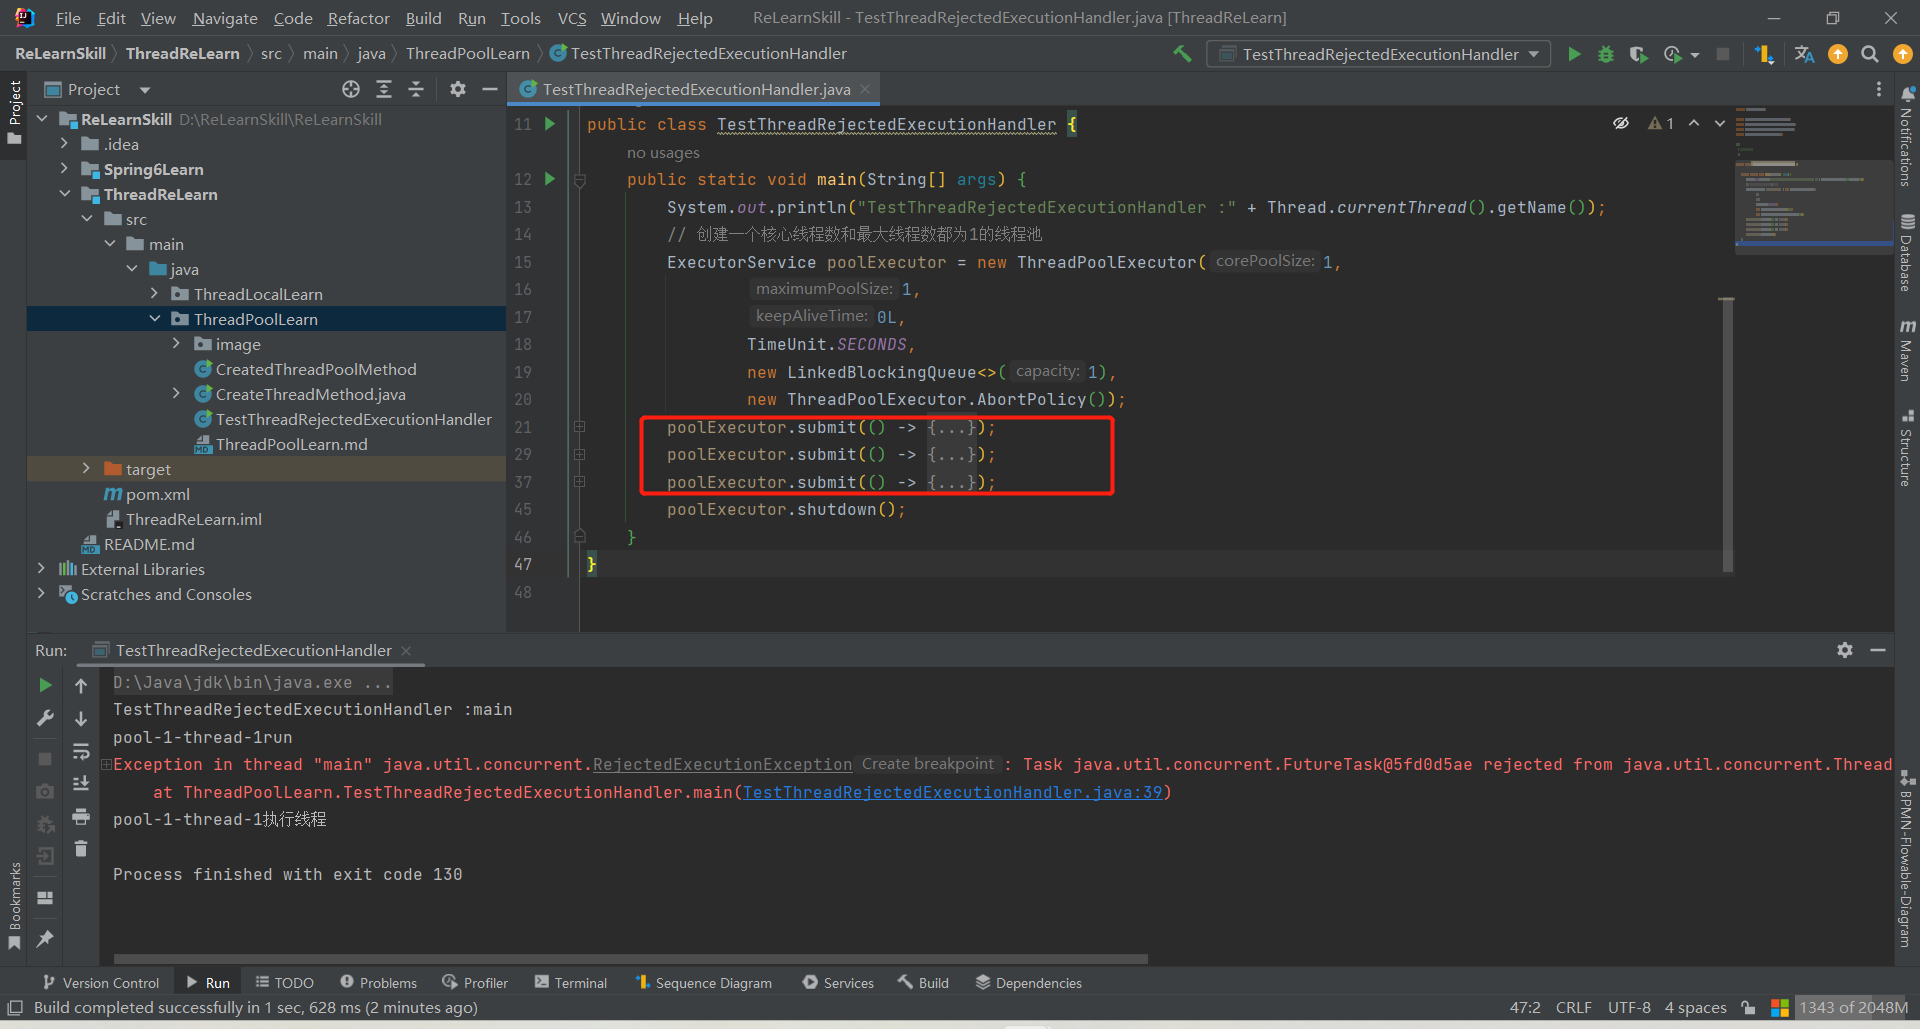 File Edit View Navigate Code Refactor Build Run Tools VCS Window Help ReLearnSkill - TestThreadRejectedExecutionHandler.java [ThreadReLearn]
ReLearnSkill ThreadReLearn src main java ThreadPoolLearn TestThreadRejectedExecutionHandler TestThreadRejectedExecutionHandler
Project
TestThreadRejectedExecutionHandler.java
Project
ReLearnSkill D:\ReLearnSkill\ReLearnSkill
.idea
Spring6Learn
ThreadReLearn
src
main
java
ThreadLocalLearn
ThreadPoolLearn
image
CreatedThreadPoolMethod
CreateThreadMethod.java
TestThreadRejectedExecutionHandler
ThreadPoolLearn.md
target
pom.xml
ThreadReLearn.iml
README.md
External Libraries
Scratches and Consoles
11 public class TestThreadRejectedExecutionHandler {
1
no usages
12 public static void main(String[] args) {
13 System.out.println("TestThreadRejectedExecutionHandler :" + Thread.currentThread().getName());
14 // 创建一个核心线程数和最大线程数都为1的线程池
15 ExecutorService poolExecutor = new ThreadPoolExecutor( corePoolSize: 1,
16 maximumPoolSize: 1,
17 keepAliveTime: 0L,
18 TimeUnit.SECONDS,
19 new LinkedBlockingQueue<>( capacity: 1),
20 new ThreadPoolExecutor.AbortPolicy());
21 poolExecutor.submit(() -> {...});
29 poolExecutor.submit(() -> {...});
37 poolExecutor.submit(() -> {...});
45 poolExecutor.shutdown();
46 }
47 }
48
Notifications
Database
Maven
Structure
BPMN-Flowable-Diagram
Run: TestThreadRejectedExecutionHandler
D:\Java\jdk\bin\java.exe ...
TestThreadRejectedExecutionHandler :main
pool-1-thread-1run
Exception in thread "main" java.util.concurrent.RejectedExecutionException Create breakpoint : Task java.util.concurrent.FutureTask@5fd0d5ae rejected from java.util.concurrent.Thread
at ThreadPoolLearn.TestThreadRejectedExecutionHandler.main(TestThreadRejectedExecutionHandler.java:39)
pool-1-thread-1执行线程
Process finished with exit code 130
Bookmarks
Version Control Run TODO Problems Profiler Terminal Sequence Diagram Services Build Dependencies
Build completed successfully in 1 sec, 628 ms (2 minutes ago) 47:2 CRLF UTF-8 4 spaces 1343 of 2048M